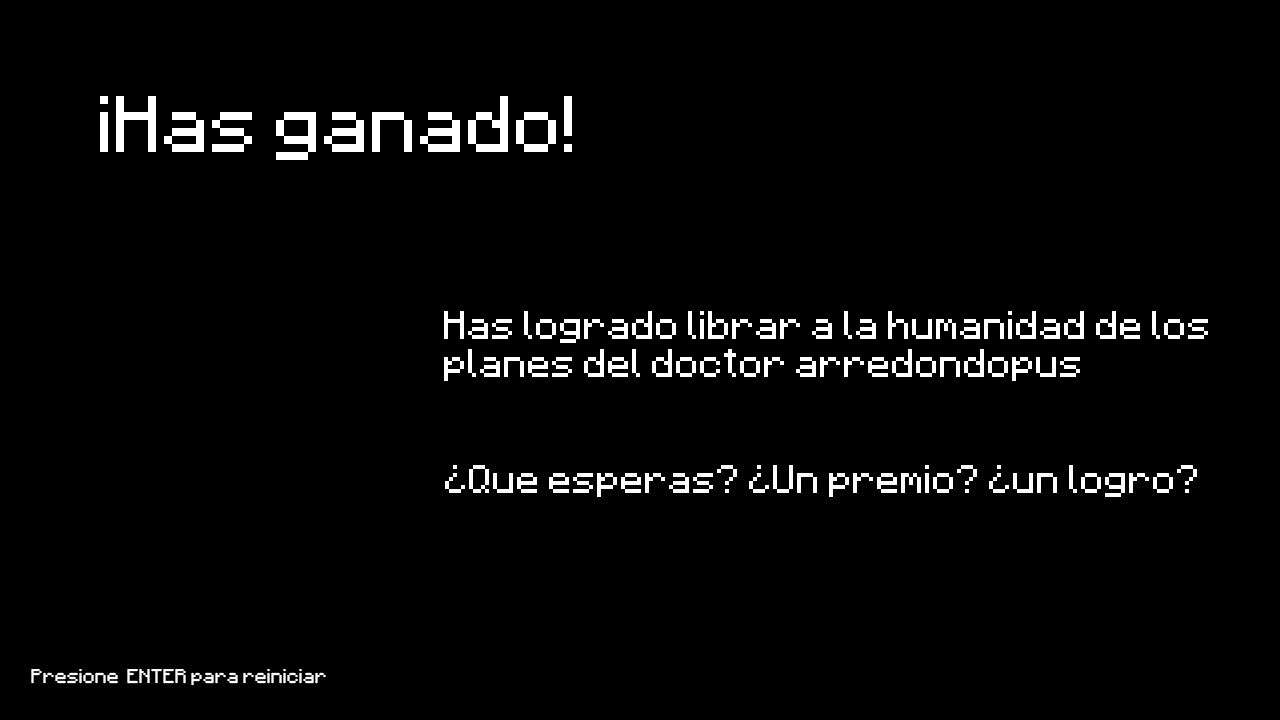 ¡Has ganado!
Has logrado librar a la humanidad de los
planes del doctor arredondopus
¿Que esperas? ¿Un premio? ¿un logro?
Presione ENTER para reiniciar